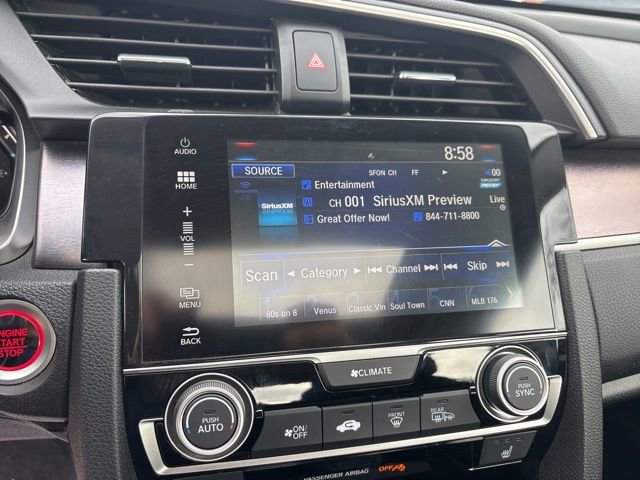 AUDIO
HOME
+
VOL
-
MENU
BACK
8:58
SOURCE
SFON CH FF
Entertainment
CH 001 SiriusXM Preview
Live
Great Offer Now!
844-711-8800
SiriusXM
Scan
Category
Channel
Skip
80s on 8
Venus
Classic Vin
Soul Town
CNN
MLB 176
ENGINE
START
STOP
CLIMATE
PUSH
AUTO
ON/
OFF
FRONT
REAR
PUSH
SYNC
PASSENGER AIRBAG
OFF